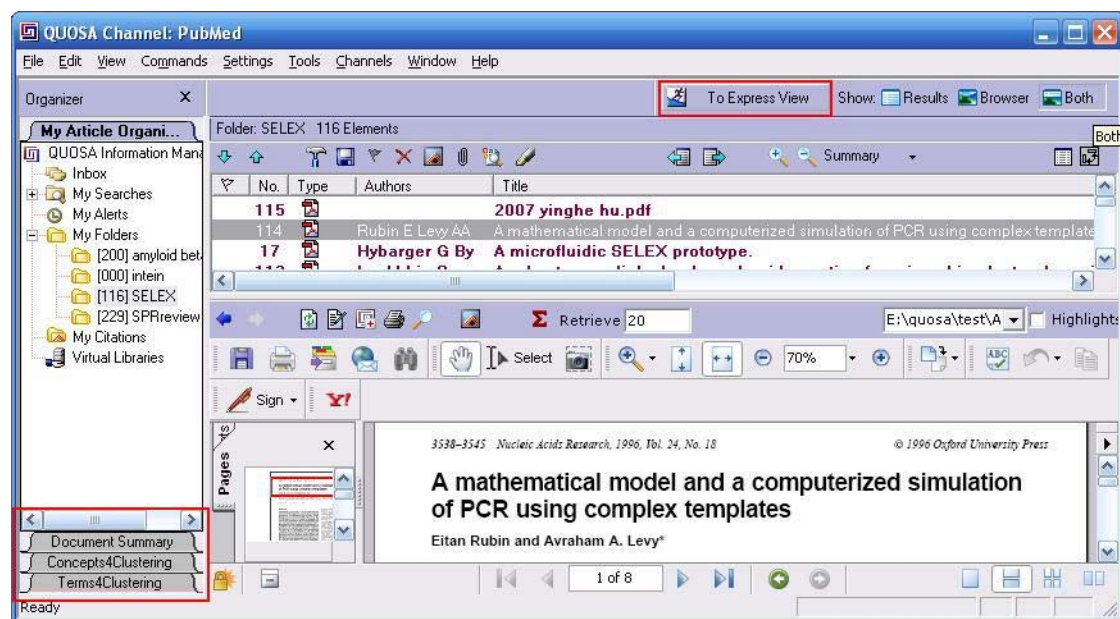 QUOSA Channel: PubMed
File Edit View Commands Settings Tools Channels Window Help
Organizer X
To Express View Show: Results Browser Both
My Article Organi...
Folder: SELEX 116 Elements
Both
QUOSA Information Mana
Inbox
My Searches
My Alerts
My Folders
[200] amyloid bet
[000] intein
[116] SELEX
[229] SPRreview
My Citations
Virtual Libraries
Summary
No. Type Authors Title
115 2007 yinghe hu.pdf
114 Rubin E Levy AA A mathematical model and a computerized simulation of PCR using complex template
17 Hybarger G By A microfluidic SELEX prototype.
Σ Retrieve 20 E:\quosa\test\A Highlights
Select 70% ABC
Sign Y!
Pages
3538–3545 Nucleic Acids Research, 1996, Vol. 24, No. 18 © 1996 Oxford University Press
A mathematical model and a computerized simulation
of PCR using complex templates
Eitan Rubin and Avraham A. Levy*
Document Summary
Concepts4Clustering
Terms4Clustering
1 of 8
Ready